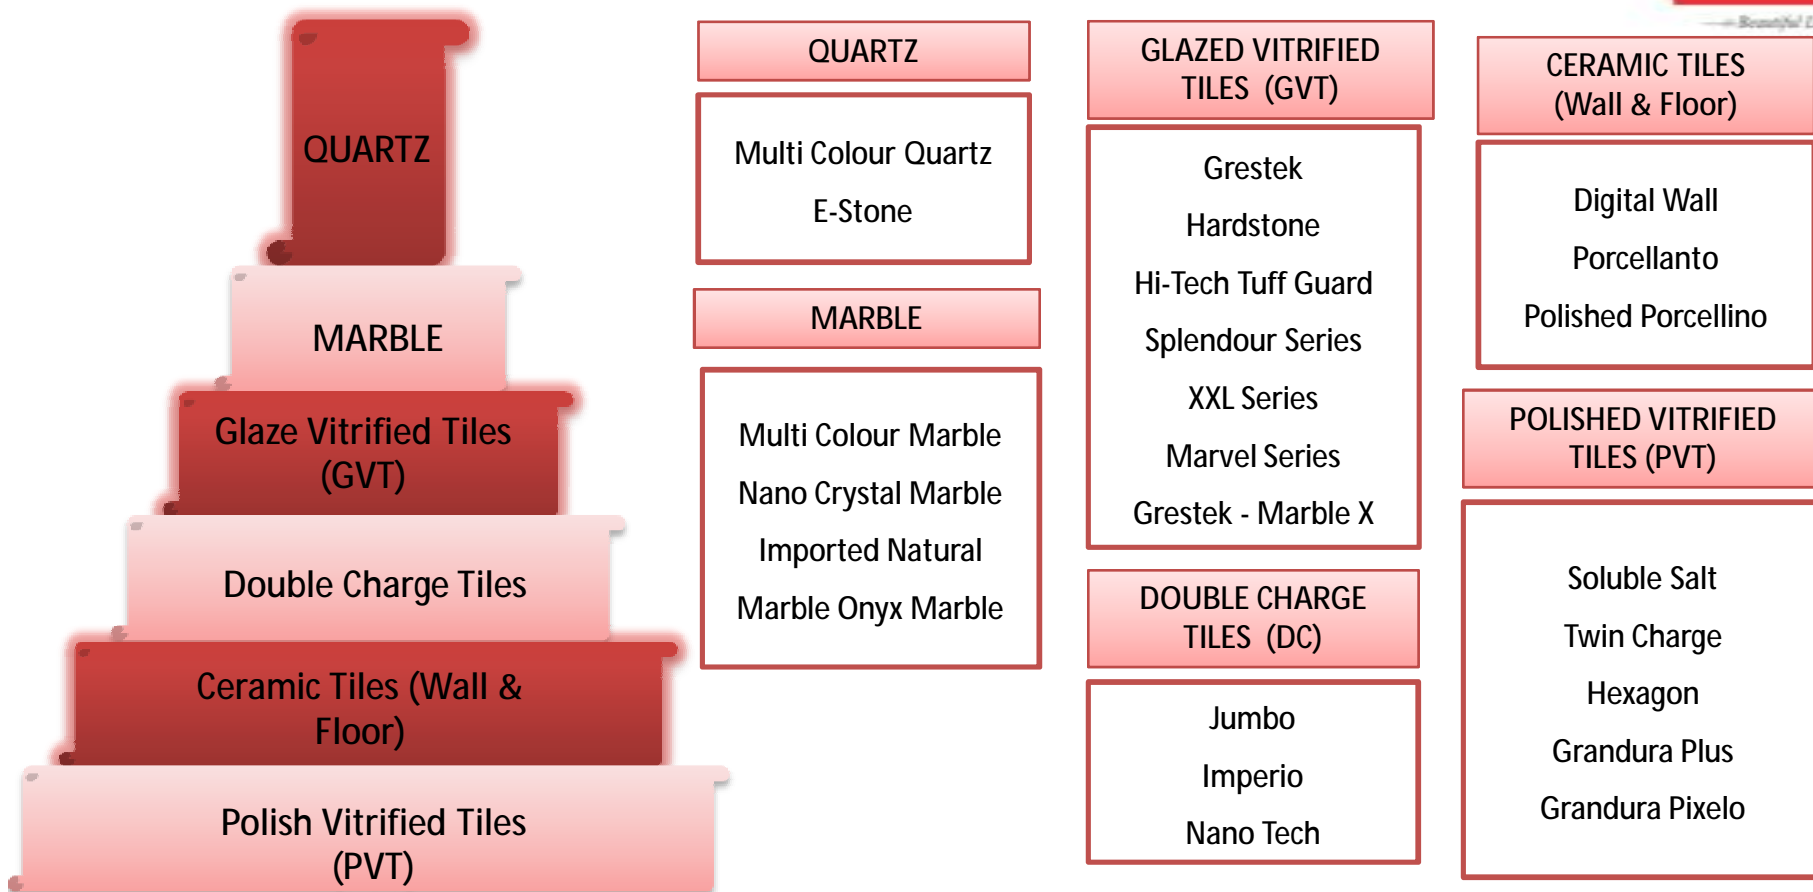 Beautiful
QUARTZ
MARBLE
Glaze Vitrified Tiles
(GVT)
Double Charge Tiles
Ceramic Tiles (Wall &
Floor)
Polish Vitrified Tiles
(PVT)
QUARTZ
Multi Colour Quartz
E-Stone
MARBLE
Multi Colour Marble
Nano Crystal Marble
Imported Natural
Marble Onyx Marble
GLAZED VITRIFIED
TILES (GVT)
Grestek
Hardstone
Hi-Tech Tuff Guard
Splendour Series
XXL Series
Marvel Series
Grestek - Marble X
DOUBLE CHARGE
TILES (DC)
Jumbo
Imperio
Nano Tech
CERAMIC TILES
(Wall & Floor)
Digital Wall
Porcellanto
Polished Porcellino
POLISHED VITRIFIED
TILES (PVT)
Soluble Salt
Twin Charge
Hexagon
Grandura Plus
Grandura Pixelo